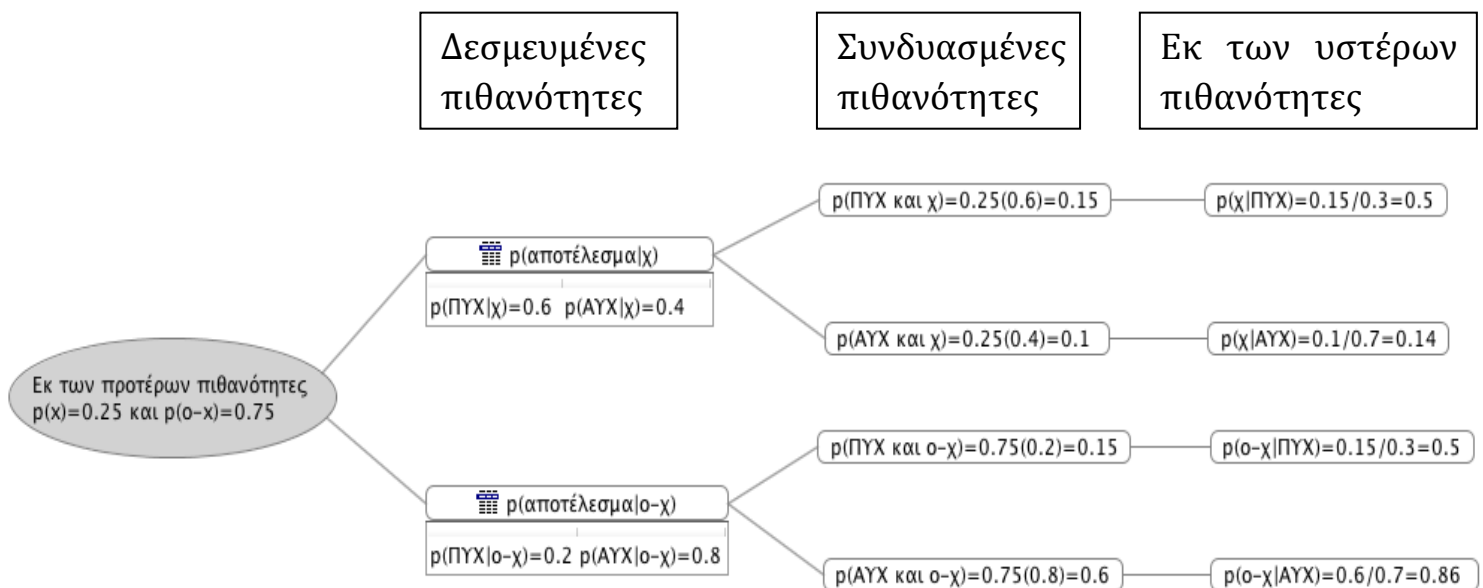 Δεσμευμένες
πιθανότητες
Συνδυασμένες
πιθανότητες
Εκ των υστέρων
πιθανότητες
p(ΠΥΧ και χ)=0.25(0.6)=0.15
p(χ|ΠΥΧ)=0.15/0.3=0.5
p(αποτέλεσμα|χ)
p(ΠΥΧ|χ)=0.6 p(ΑΥΧ|χ)=0.4
p(ΑΥΧ και χ)=0.25(0.4)=0.1
p(χ|ΑΥΧ)=0.1/0.7=0.14
Εκ των προτέρων πιθανότητες
p(x)=0.25 και p(o-x)=0.75
p(ΠΥΧ και ο-χ)=0.75(0.2)=0.15
p(ο-χ|ΠΥΧ)=0.15/0.3=0.5
p(αποτέλεσμα|ο-χ)
p(ΠΥΧ|ο-χ)=0.2 p(ΑΥΧ|ο-χ)=0.8
p(ΑΥΧ και ο-χ)=0.75(0.8)=0.6
p(ο-χ|ΑΥΧ)=0.6/0.7=0.86